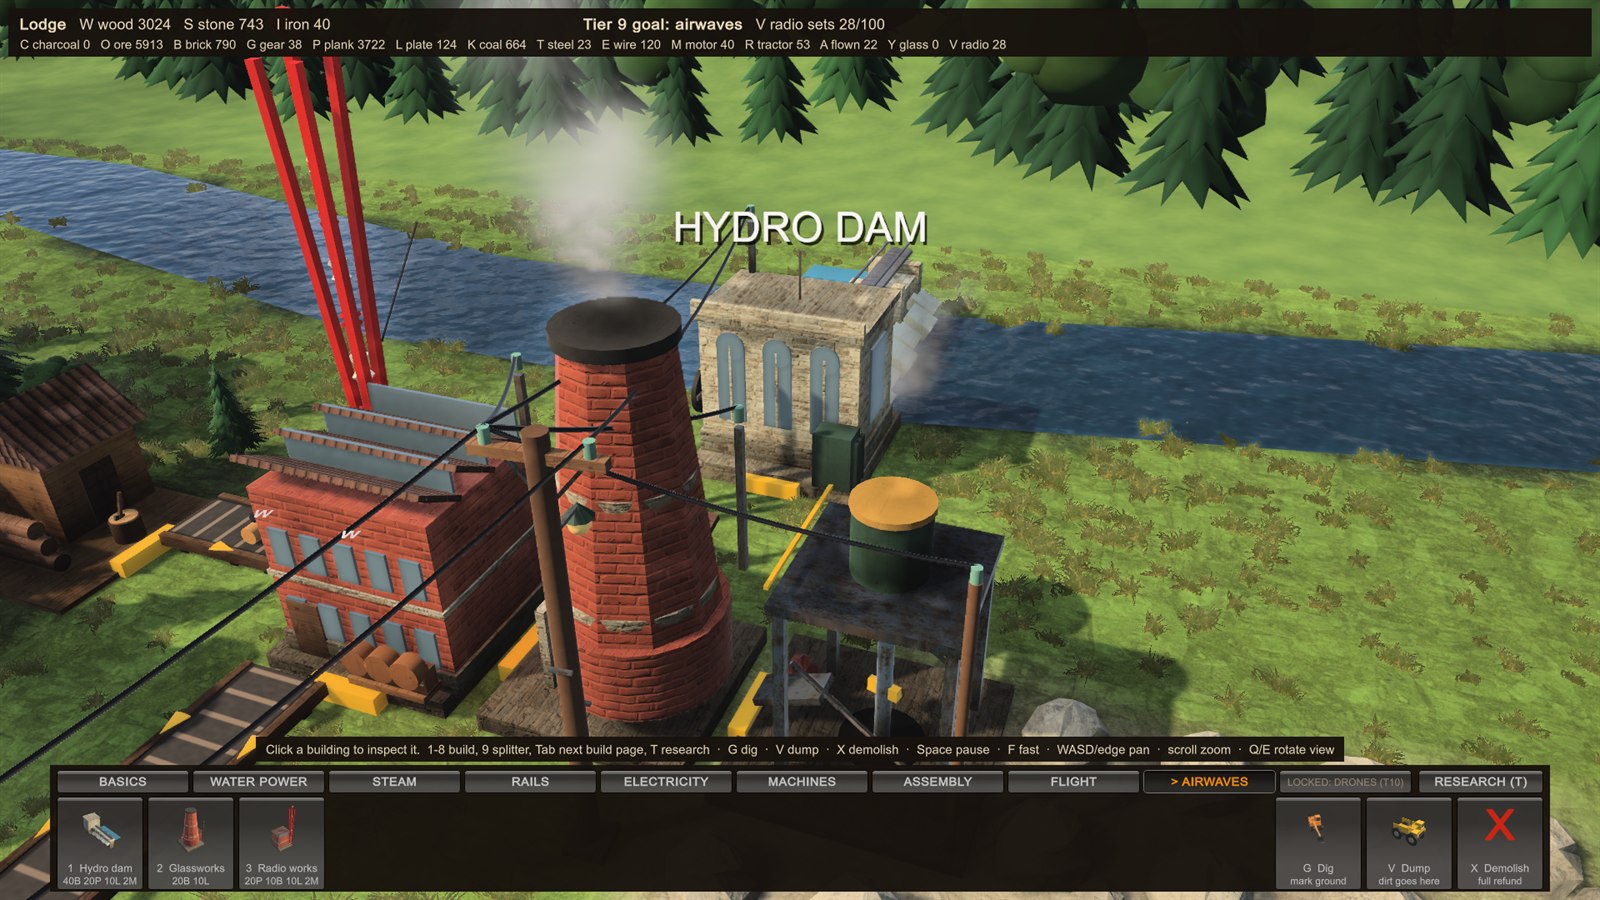 Lodge W wood 3024 S stone 743 I iron 40
Tier 9 goal: airwaves V radio sets 28/100
C charcoal 0 O ore 5913 B brick 790 G gear 38 P plank 3722 L plate 124 K coal 664 T steel 23 E wire 120 M motor 40 R tractor 53 A flown 22 Y glass 0 V radio 28
HYDRO DAM
W
W
Click a building to inspect it. 1-8 build, 9 splitter, Tab next build page, T research · G dig · V dump · X demolish · Space pause · F fast · WASD/edge pan · scroll zoom · Q/E rotate view
BASICS WATER POWER STEAM RAILS ELECTRICITY MACHINES ASSEMBLY FLIGHT > AIRWAVES LOCKED: DRONES (T10) RESEARCH (T)
1 Hydro dam
40B 20P 10L 2M
2 Glassworks
20B 10L
3 Radio works
20P 10B 10L 2M
G Dig
mark ground
V Dump
dirt goes here
X Demolish
full refund